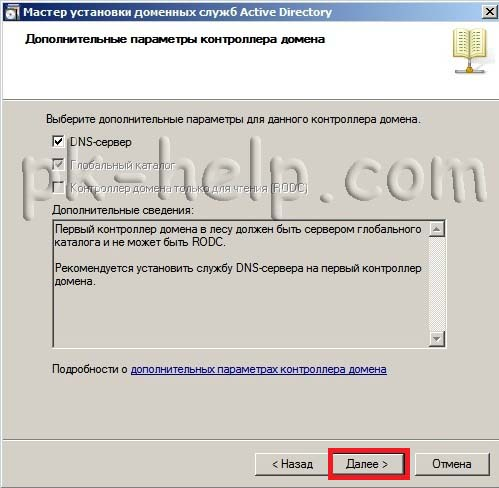 Мастер установки доменных служб Active Directory
Дополнительные параметры контроллера домена
Выберите дополнительные параметры для данного контроллера домена.
DNS-сервер
Глобальный каталог
Контроллер домена только для чтения (RODC)
pk-help.com
Дополнительные сведения:
Первый контроллер домена в лесу должен быть сервером глобального
каталога и не может быть RODC.
Рекомендуется установить службу DNS-сервера на первый контроллер
домена.
Подробности о дополнительных параметрах контроллера домена
< Назад
Далее >
Отмена